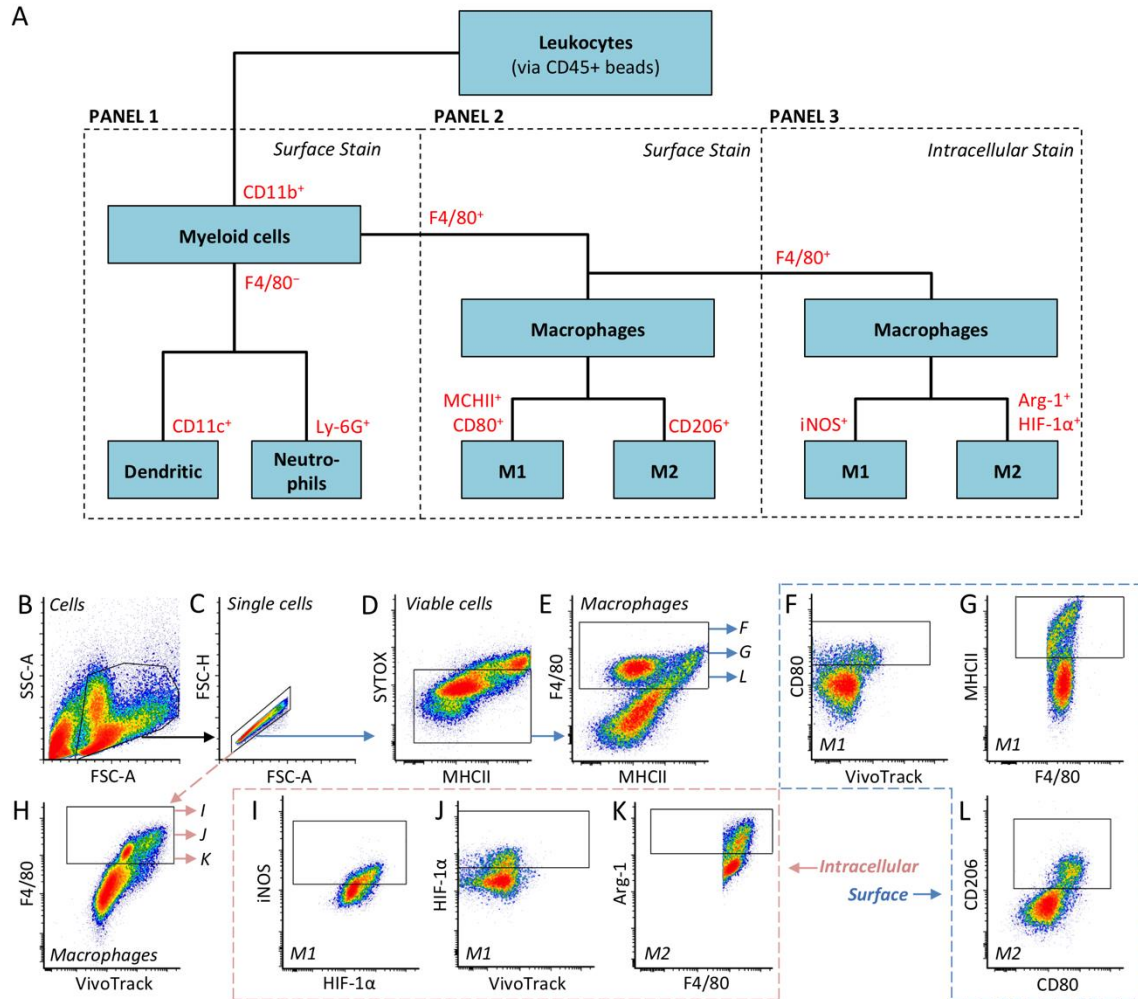 A
Leukocytes
(via CD45+ beads)
PANEL 1
PANEL 2
PANEL 3
Surface Stain
Surface Stain
Intracellular Stain
CD11b⁺
Myeloid cells
F4/80⁺
F4/80⁻
F4/80⁺
Macrophages
Macrophages
CD11c⁺
Ly-6G⁺
MCHII⁺
CD80⁺
CD206⁺
iNOS⁺
Arg-1⁺
HIF-1α⁺
Dendritic
Neutro-
phils
M1
M2
M1
M2
B
Cells
SSC-A
FSC-A
C
Single cells
FSC-H
FSC-A
D
Viable cells
SYTOX
MHCII
E
Macrophages
F4/80
MHCII
F
G
L
F
CD80
M1
VivoTrack
G
MHCII
M1
F4/80
H
F4/80
Macrophages
VivoTrack
I
J
K
I
iNOS
M1
HIF-1α
J
HIF-1α
M1
VivoTrack
K
Arg-1
M2
F4/80
Intracellular
Surface
L
CD206
M2
CD80